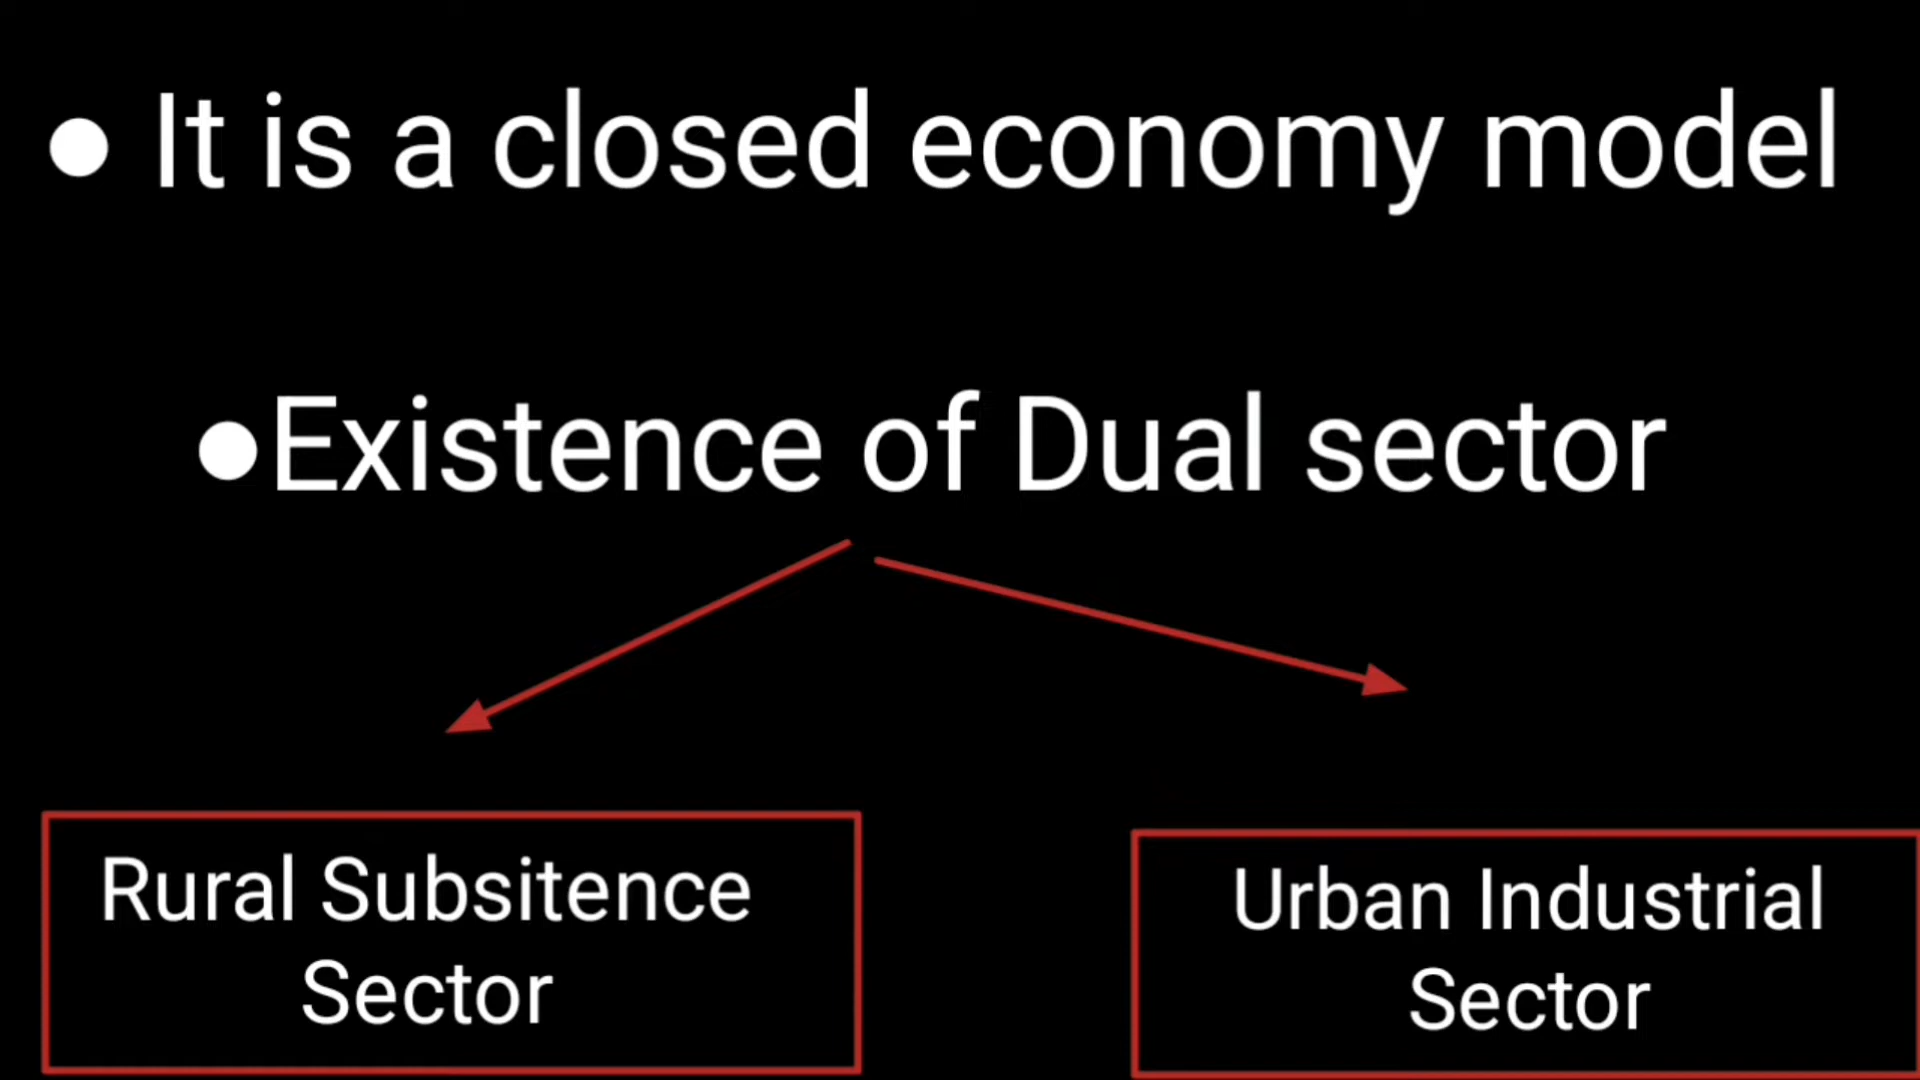 ● It is a closed economy model
●Existence of Dual sector
Rural Subsitence
Sector
Urban Industrial
Sector